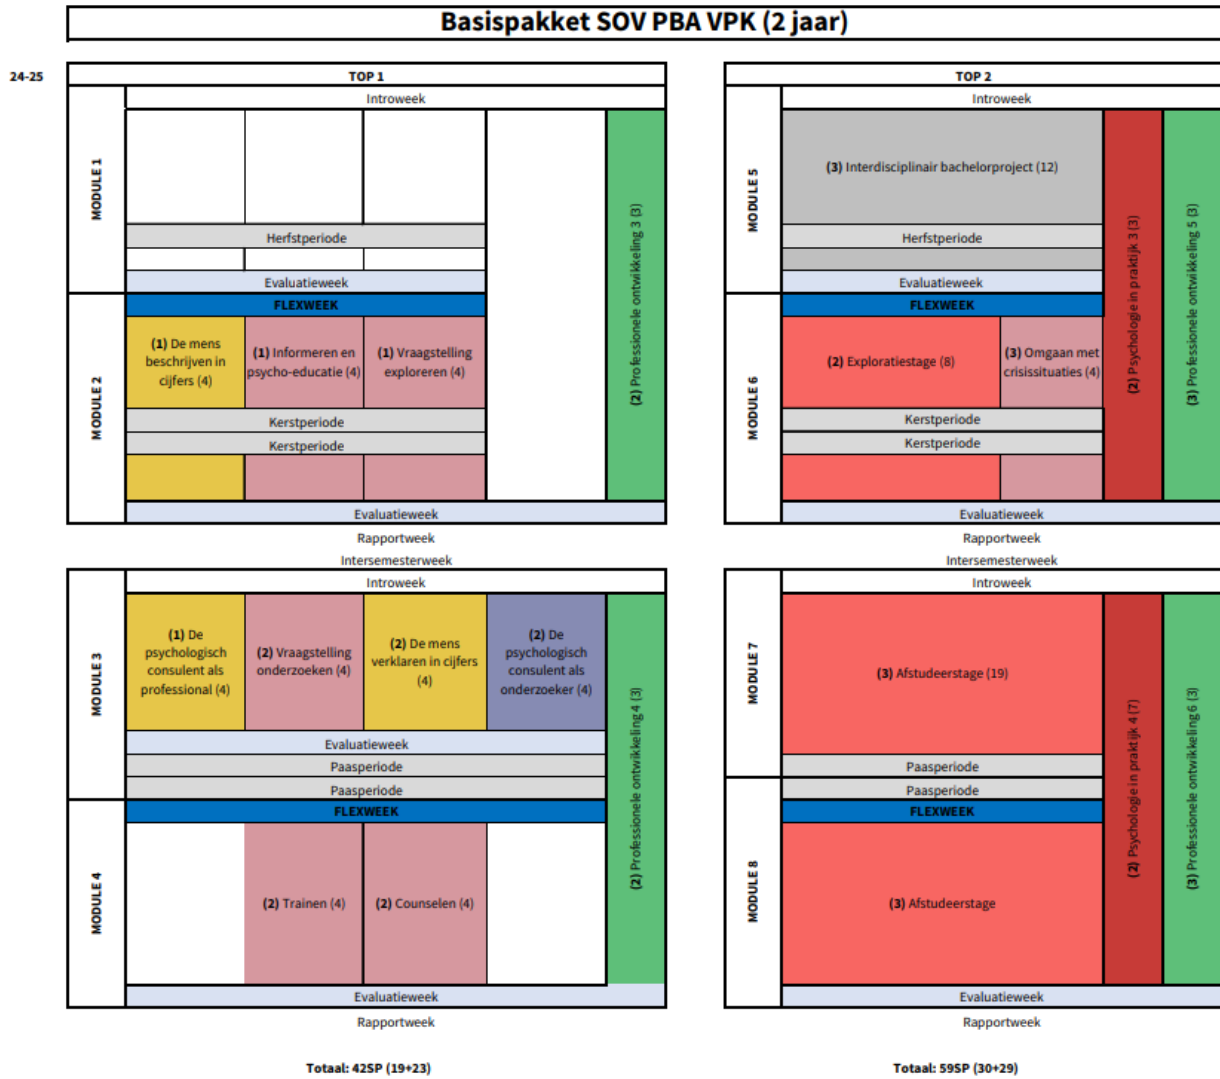 Basispakket SOV PBA VPK (2 jaar)
24-25
TOP 1
Introweek
MODULE 1
Herfstperiode
Evaluatieweek
(2) Professionele ontwikkeling 3 (3)
MODULE 2
FLEXWEEK
(1) De mens
beschrijven in
cijfers (4)
(1) Informeren en
psycho-educatie (4)
(1) Vraagstelling
exploreren (4)
Kerstperiode
Kerstperiode
Evaluatieweek
Rapportweek
Intersemesterweek
Introweek
MODULE 3
(1) De
psychologisch
consulent als
professional (4)
(2) Vraagstelling
onderzoeken (4)
(2) De mens
verklaren in cijfers
(4)
(2) De
psychologisch
consulent als
onderzoeker (4)
(2) Professionele ontwikkeling 4 (3)
Evaluatieweek
Paasperiode
Paasperiode
MODULE 4
FLEXWEEK
(2) Trainen (4)
(2) Counselen (4)
Evaluatieweek
Rapportweek
Totaal: 42SP (19+23)
TOP 2
Introweek
MODULE 5
(3) Interdisciplinair bachelorproject (12)
Herfstperiode
Evaluatieweek
(2) Psychologie in praktijk 3 (3)
(3) Professionele ontwikkeling 5 (3)
MODULE 6
FLEXWEEK
(2) Exploratiestage (8)
(3) Omgaan met
crisissituaties (4)
Kerstperiode
Kerstperiode
Evaluatieweek
Rapportweek
Intersemesterweek
Introweek
MODULE 7
(3) Afstudeerstage (19)
Paasperiode
(2) Psychologie in praktijk 4 (7)
(3) Professionele ontwikkeling 6 (3)
MODULE 8
Paasperiode
FLEXWEEK
(3) Afstudeerstage
Evaluatieweek
Rapportweek
Totaal: 59SP (30+29)